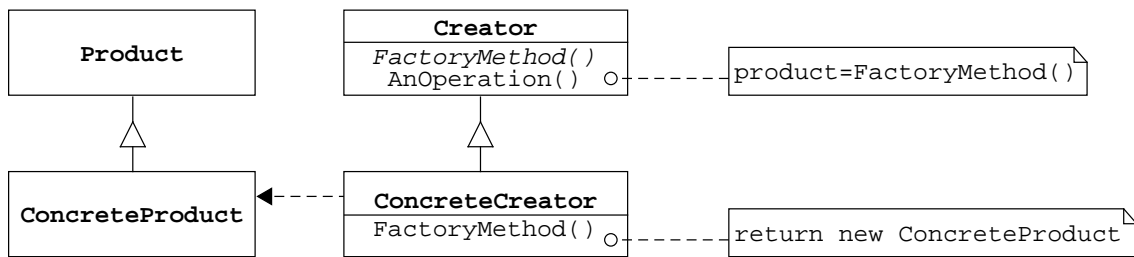 Product
Creator
FactoryMethod()
AnOperation()
product=FactoryMethod()
ConcreteProduct
ConcreteCreator
FactoryMethod()
return new ConcreteProduct